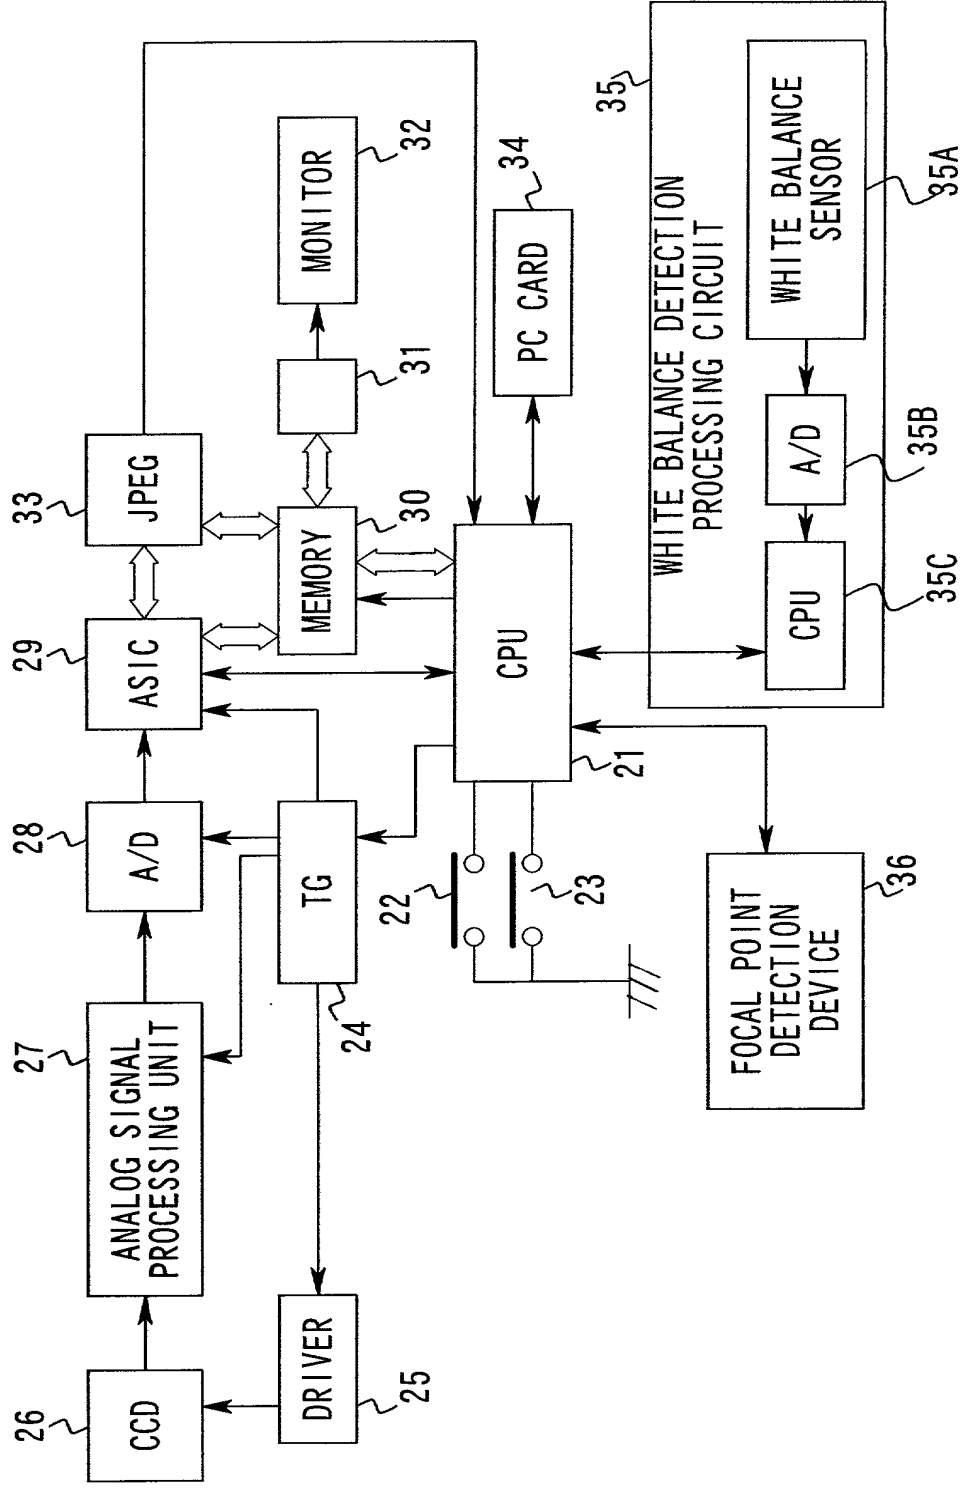 26
CCD
27
ANALOG SIGNAL
PROCESSING UNIT
28
A/D
29
ASIC
33
JPEG
25
DRIVER
24
TG
30
MEMORY
31
32
MONITOR
22
23
21
CPU
34
PC CARD
36
FOCAL POINT
DETECTION
DEVICE
35
WHITE BALANCE DETECTION
PROCESSING CIRCUIT
35C
CPU
35B
A/D
35A
WHITE BALANCE
SENSOR